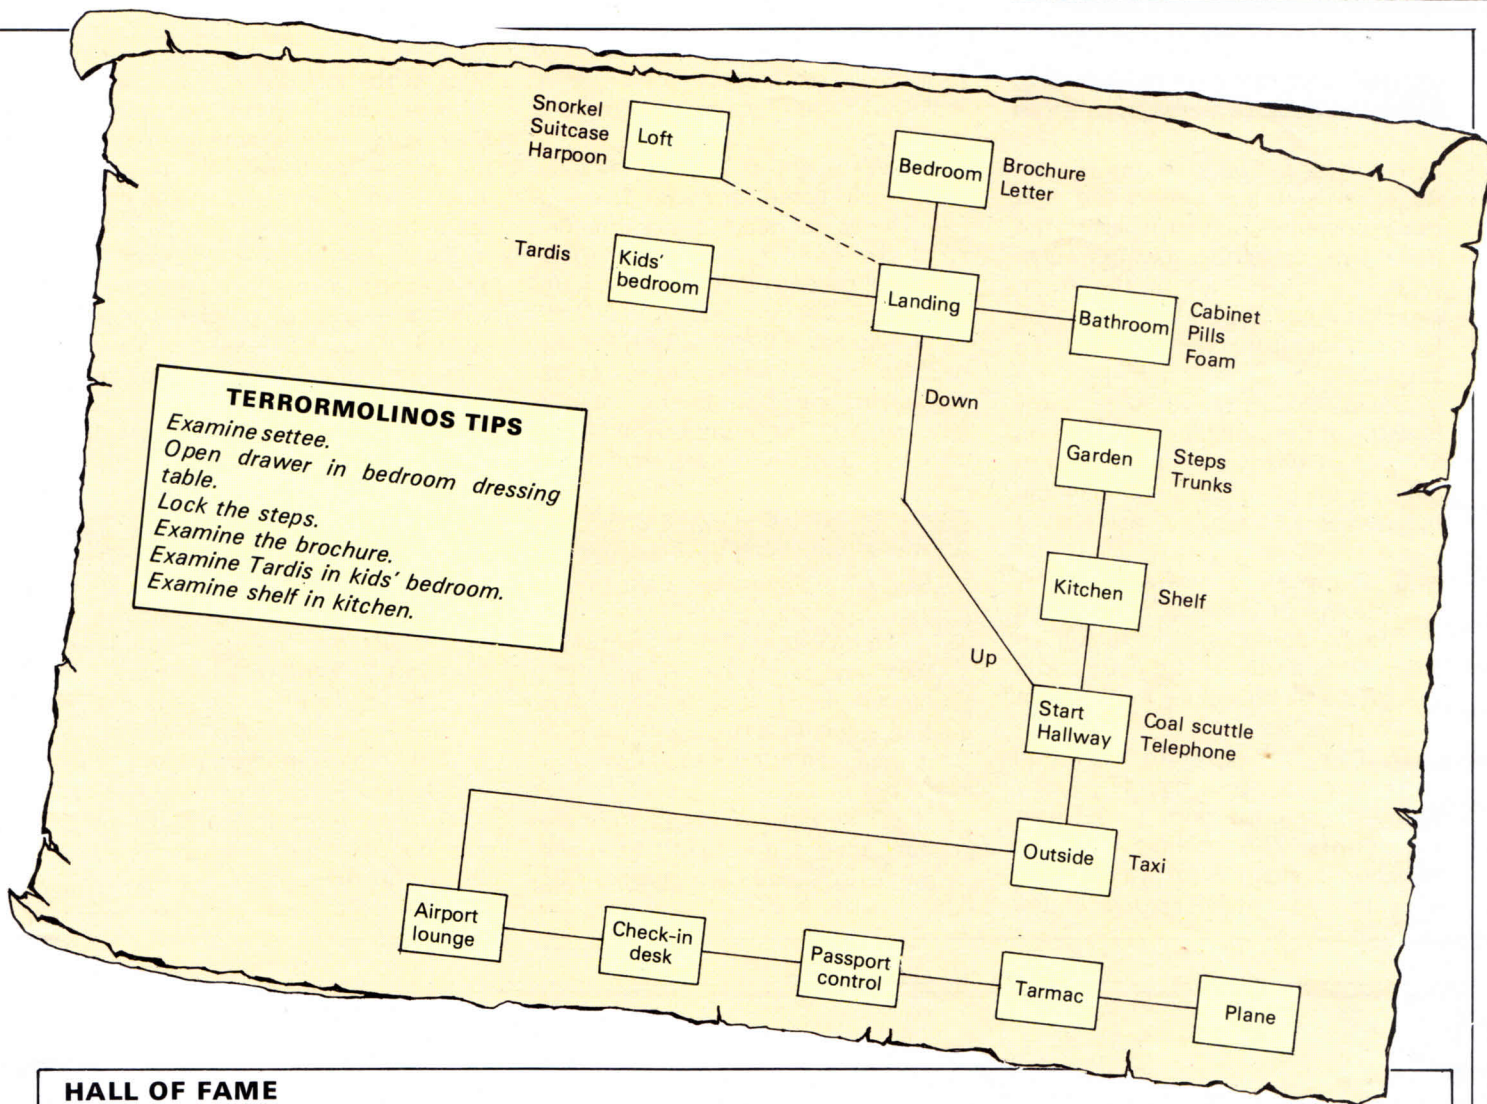 Snorkel
Suitcase
Harpoon
Loft
Bedroom
Brochure
Letter
Tardis
Kids'
bedroom
Landing
Bathroom
Cabinet
Pills
Foam
Down
TERRORMOLINOS TIPS
Examine settee.
Open drawer in bedroom dressing
table.
Lock the steps.
Examine the brochure.
Examine Tardis in kids' bedroom.
Examine shelf in kitchen.
Garden
Steps
Trunks
Kitchen
Shelf
Up
Start
Hallway
Coal scuttle
Telephone
Outside
Taxi
Airport
lounge
Check-in
desk
Passport
control
Tarmac
Plane
HALL OF FAME